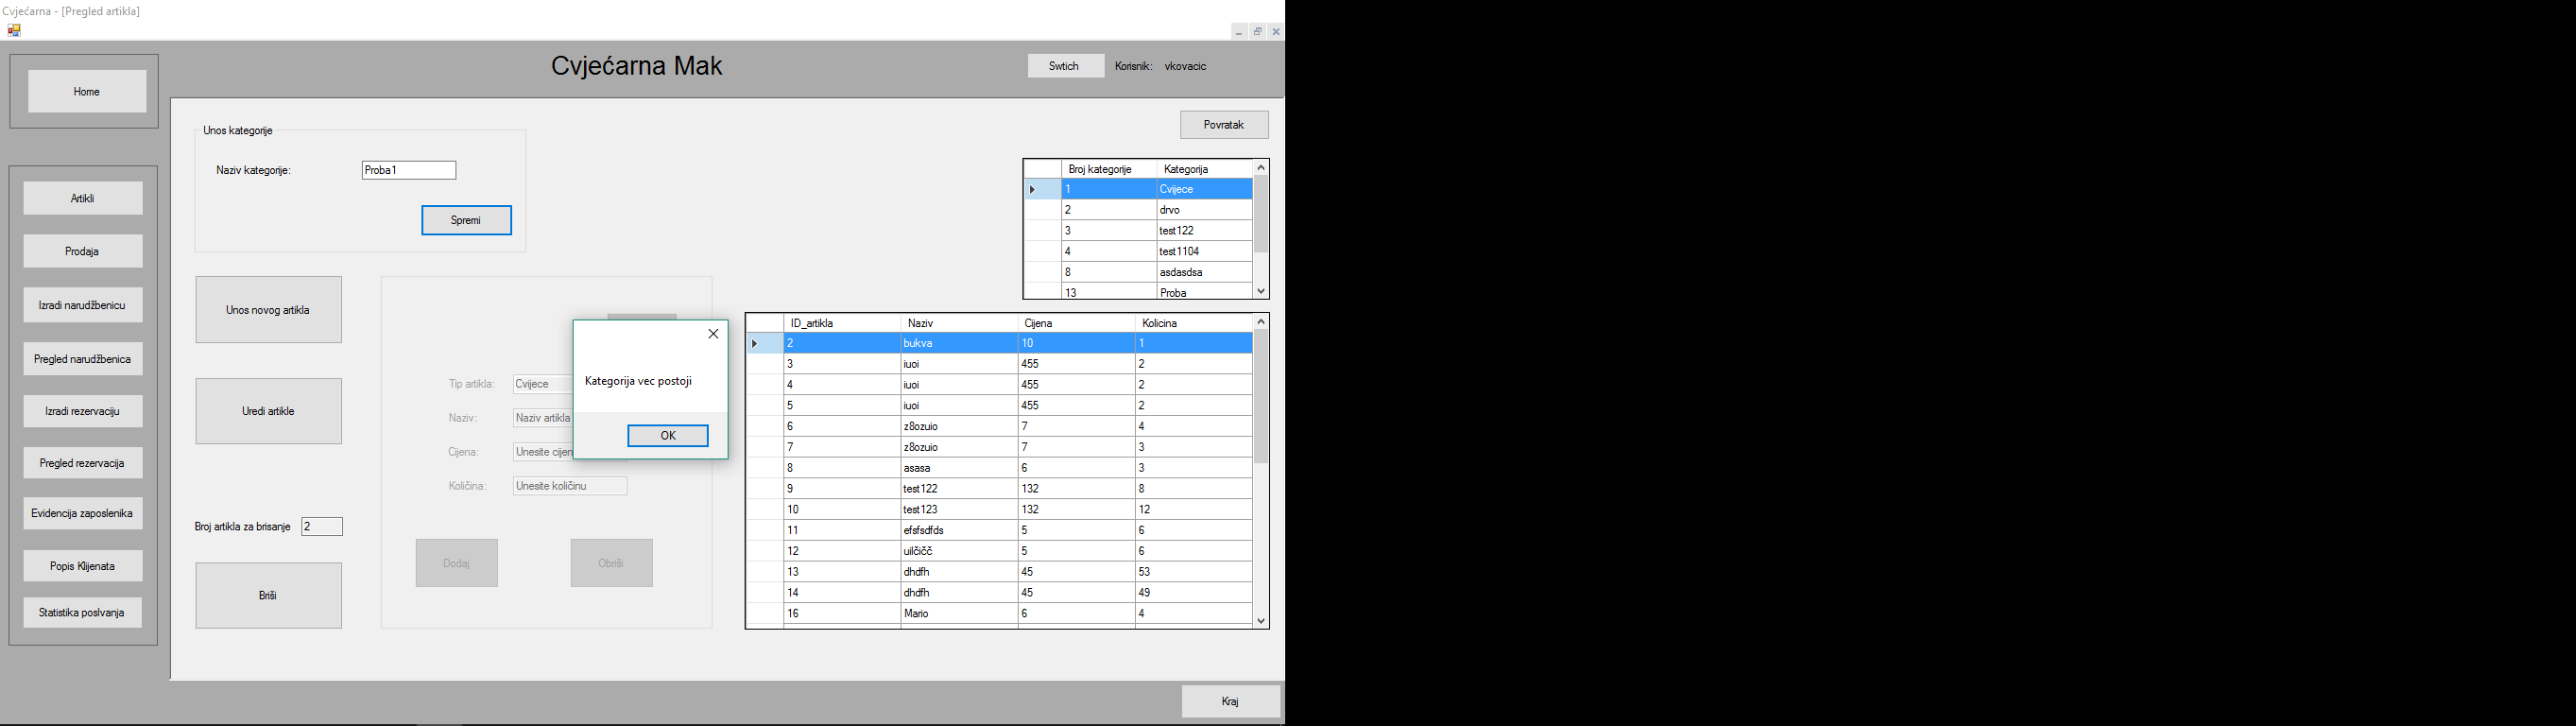 Cvjećarna - [Pregled artikla]
Cvjećarna Mak
Swtich
Korisnik: vkovacic
Home
Povratak
Unos kategorije
Naziv kategorije: Proba1
Spremi
Broj kategorije Kategorija
1 Cvijece
2 drvo
3 test122
4 test1104
8 asdasdsa
13 Proba
Artikli
Prodaja
Izradi narudžbenicu
Pregled narudžbenica
Izradi rezervaciju
Pregled rezervacija
Evidencija zaposlenika
Popis Klijenata
Statistika poslvanja
Unos novog artikla
Uredi artikle
Broj artikla za brisanje 2
Briši
Tip artikla: Cvijece
Naziv: Naziv artikla
Cijena: Unesite cijen
Količina: Unesite količinu
Dodaj
Obriši
Kategorija vec postoji
OK
ID_artikla Naziv Cijena Kolicina
2 bukva 10 1
3 iuoi 455 2
4 iuoi 455 2
5 iuoi 455 2
6 z8ozuio 7 4
7 z8ozuio 7 3
8 asasa 6 3
9 test122 132 8
10 test123 132 12
11 efsfsdfds 5 6
12 uilčičč 5 6
13 dhdfh 45 53
14 dhdfh 45 49
16 Mario 6 4
Kraj